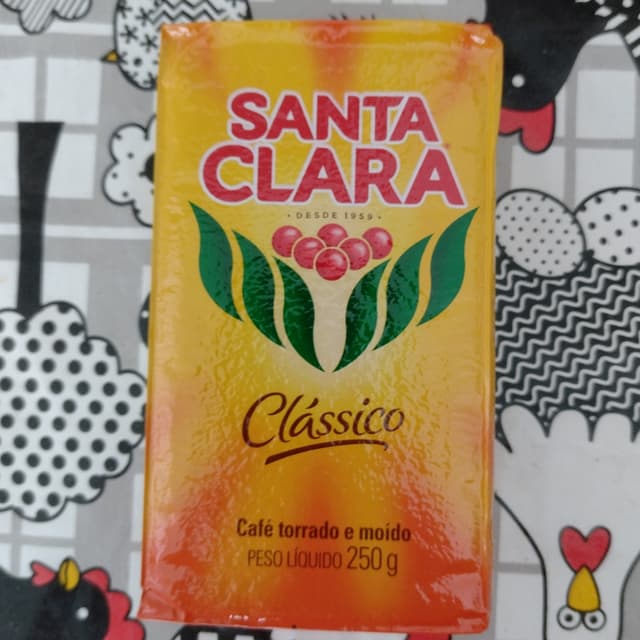 SANTA
CLARA
• DESDE 1959 •
Clássico
Café torrado e moído
PESO LÍQUIDO 250 g